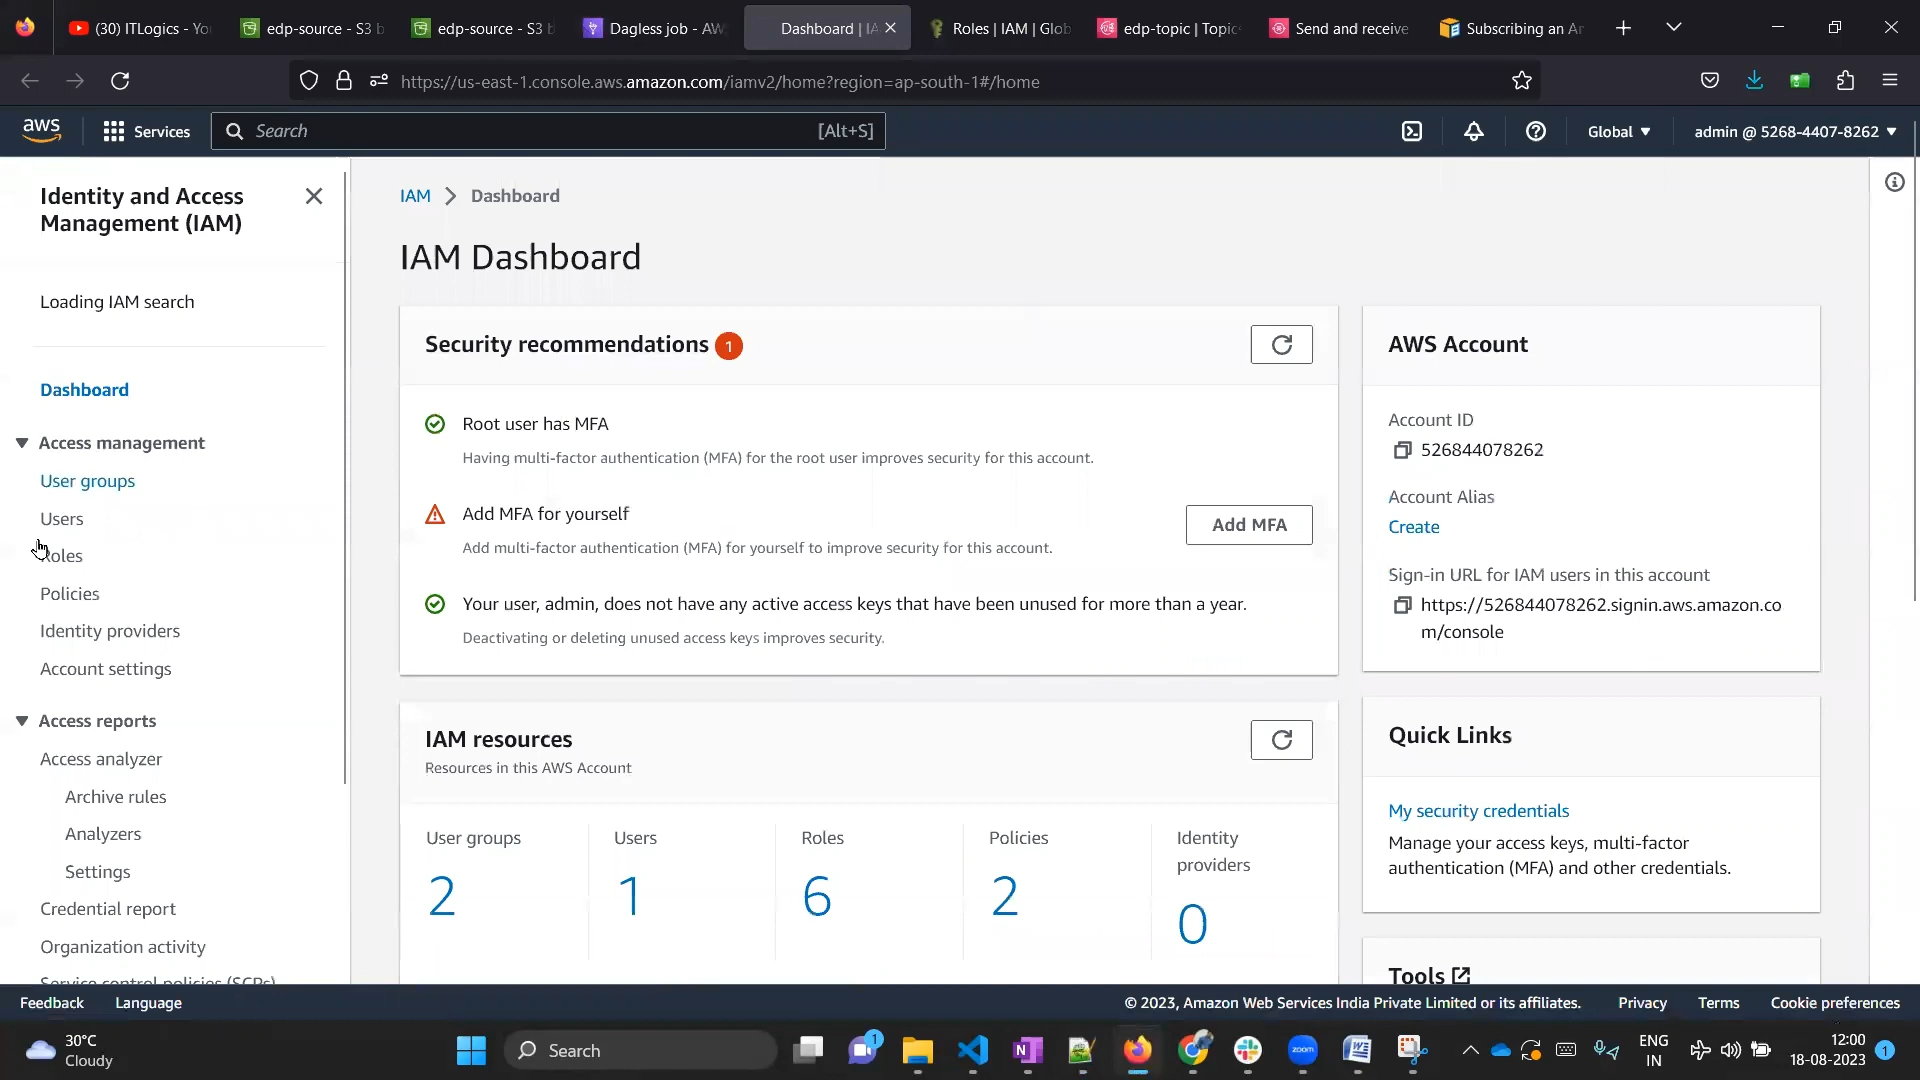 (30) ITLogics - Yo
edp-source - S3 b
edp-source - S3 b
Dagless job - AW
Dashboard | IA
Roles | IAM | Glob
edp-topic | Topic
Send and receive
Subscribing an Ar
https://us-east-1.console.aws.amazon.com/iamv2/home?region=ap-south-1#/home
aws
Services
Search
[Alt+S]
Global
admin @ 5268-4407-8262
Identity and Access
Management (IAM)
Loading IAM search
Dashboard
Access management
User groups
Users
Roles
Policies
Identity providers
Account settings
Access reports
Access analyzer
Archive rules
Analyzers
Settings
Credential report
Organization activity
Service control policies (SCPs)
IAM
Dashboard
IAM Dashboard
Security recommendations 1
Root user has MFA
Having multi-factor authentication (MFA) for the root user improves security for this account.
Add MFA for yourself
Add multi-factor authentication (MFA) for yourself to improve security for this account.
Add MFA
Your user, admin, does not have any active access keys that have been unused for more than a year.
Deactivating or deleting unused access keys improves security.
IAM resources
Resources in this AWS Account
User groups
2
Users
1
Roles
6
Policies
2
Identity
providers
0
AWS Account
Account ID
526844078262
Account Alias
Create
Sign-in URL for IAM users in this account
https://526844078262.signin.aws.amazon.co
m/console
Quick Links
My security credentials
Manage your access keys, multi-factor
authentication (MFA) and other credentials.
Tools
Feedback
Language
© 2023, Amazon Web Services India Private Limited or its affiliates.
Privacy
Terms
Cookie preferences
30°C
Cloudy
Search
1
zoom
ENG
IN
12:00
18-08-2023
1